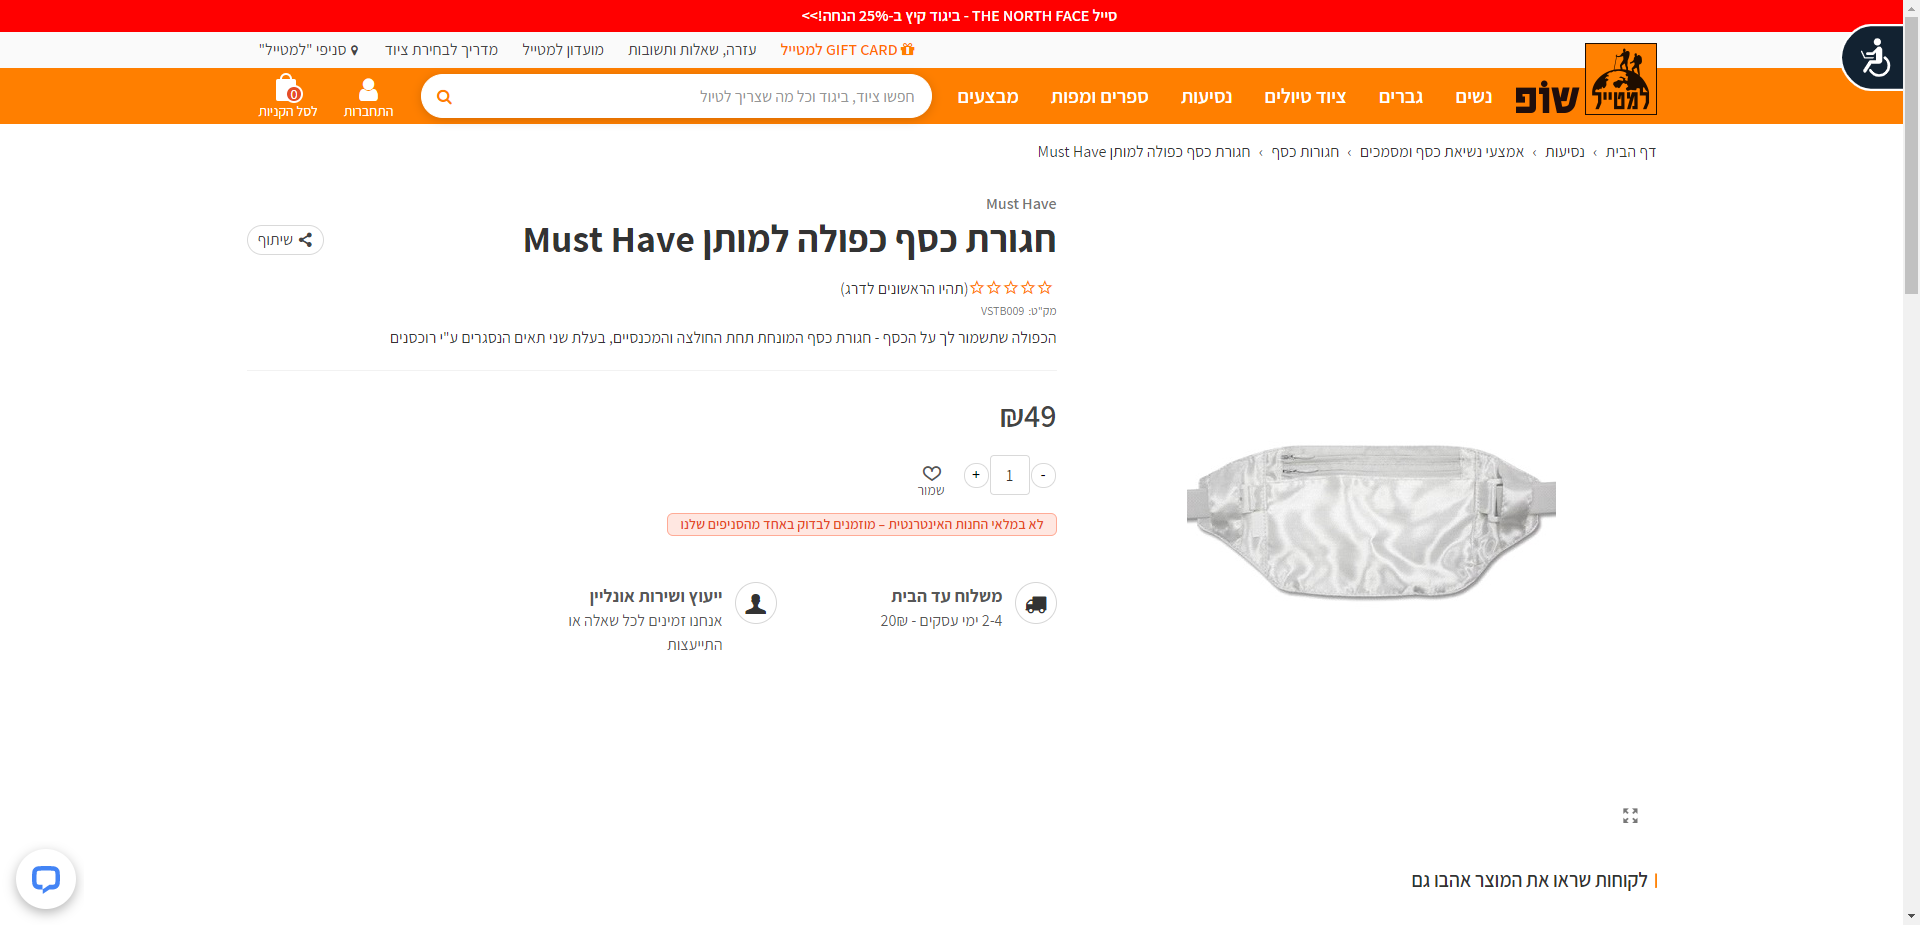 סייל THE NORTH FACE - ביגוד קיץ ב-25% הנחה!>>
GIFT CARD למטייל
עזרה, שאלות ותשובות
מועדון למטייל
מדריך לבחירת ציוד
סניפי "למטייל"
למטייל
שופ
נשים
גברים
ציוד טיולים
נסיעות
ספרים ומפות
מבצעים
חפשו ציוד, ביגוד וכל מה שצריך לטיול
התחברות
0
לסל הקניות
דף הבית › נסיעות › אמצעי נשיאת כסף ומסמכים › חגורות כסף › חגורת כסף כפולה למותן Must Have
Must Have
חגורת כסף כפולה למותן Must Have
שיתוף
(תהיו הראשונים לדרג)
מק"ט: VSTB009
הכפולה שתשמור לך על הכסף - חגורת כסף המונחת תחת החולצה והמכנסיים, בעלת שני תאים הנסגרים ע"י רוכסנים
₪49
- 1 +
שמור
לא במלאי החנות האינטרנטית – מוזמנים לבדוק באחד מהסניפים שלנו
משלוח עד הבית
2-4 ימי עסקים - 20₪
ייעוץ ושירות אונליין
אנחנו זמינים לכל שאלה או
התייעצות
לקוחות שראו את המוצר אהבו גם